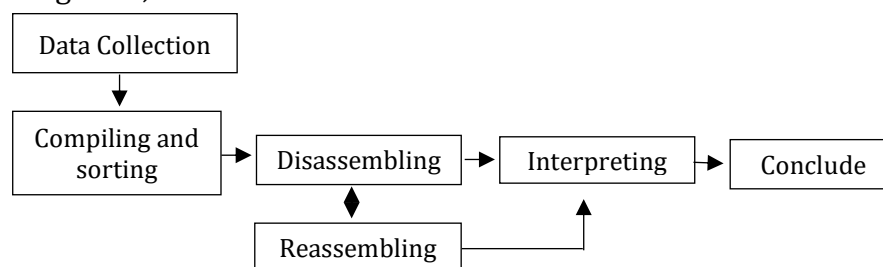 Data Collection
Compiling and
sorting
Disassembling
Interpreting
Conclude
Reassembling